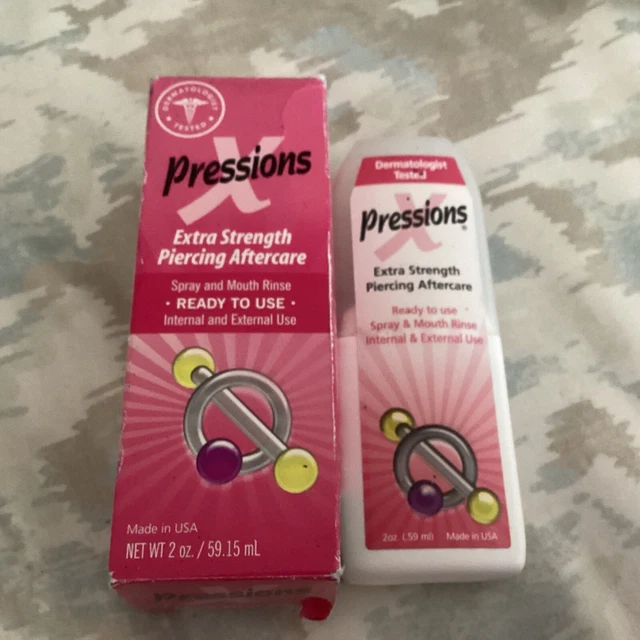 DERMATOLOGIST
TESTED
X
Pressions
Extra Strength
Piercing Aftercare
Spray and Mouth Rinse
• READY TO USE •
Internal and External Use
Made in USA
NET WT 2 oz. / 59.15 mL
Pressions
Dermatologist
Tested
X
Pressions®
Extra Strength
Piercing Aftercare
Ready to use
Spray & Mouth Rinse
Internal & External Use
2oz. (.59 ml) Made in USA